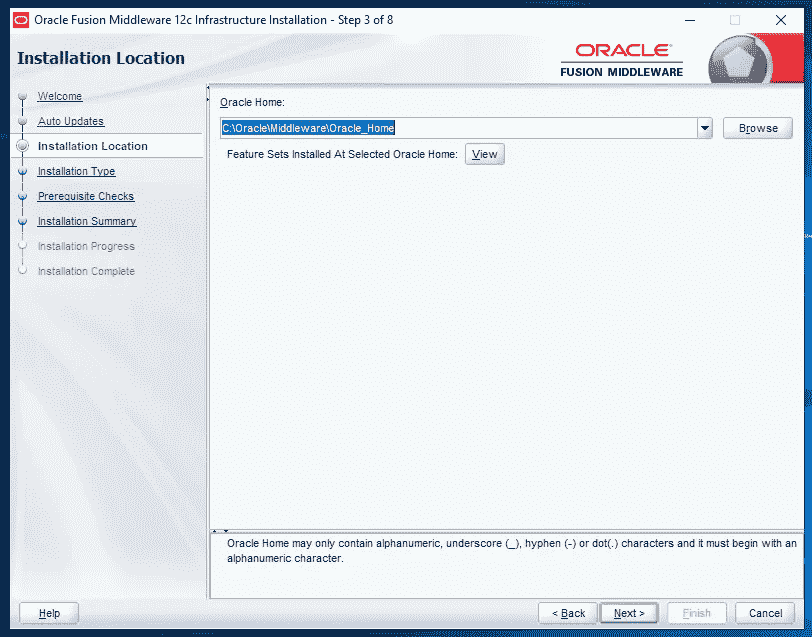 Oracle Fusion Middleware 12c Infrastructure Installation - Step 3 of 8
Installation Location
ORACLE
FUSION MIDDLEWARE
Welcome
Auto Updates
Installation Location
Installation Type
Prerequisite Checks
Installation Summary
Installation Progress
Installation Complete
Oracle Home:
C:\Oracle\Middleware\Oracle_Home
Browse
Feature Sets Installed At Selected Oracle Home: View
Oracle Home may only contain alphanumeric, underscore (_), hyphen (-) or dot(.) characters and it must begin with an
alphanumeric character.
Help
< Back
Next >
Finish
Cancel